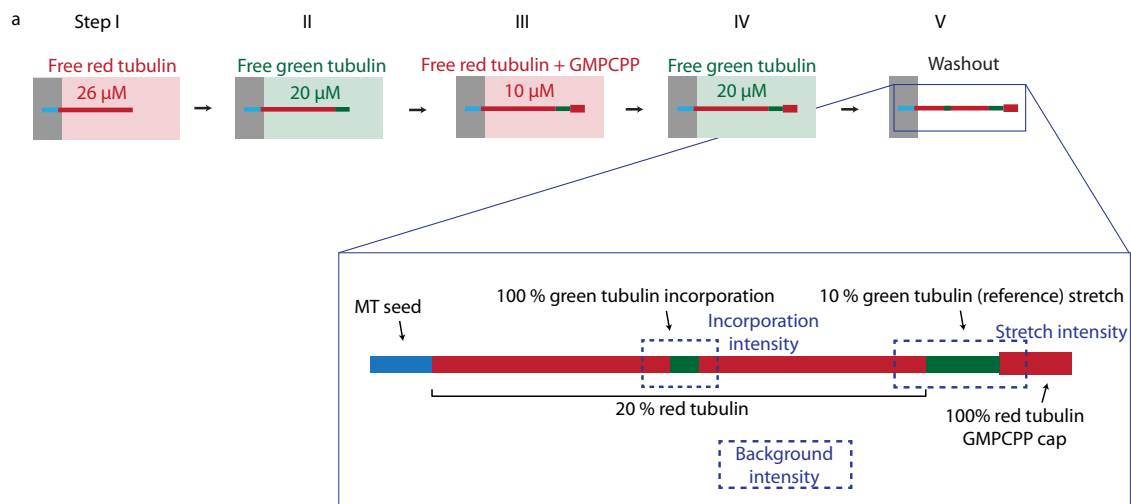 a
Step I
II
III
IV
V
Free red tubulin
26 µM
Free green tubulin
20 µM
Free red tubulin + GMPCPP
10 µM
Free green tubulin
20 µM
Washout
MT seed
100 % green tubulin incorporation
Incorporation
intensity
10 % green tubulin (reference) stretch
Stretch intensity
20 % red tubulin
100% red tubulin
GMPCPP cap
Background
intensity